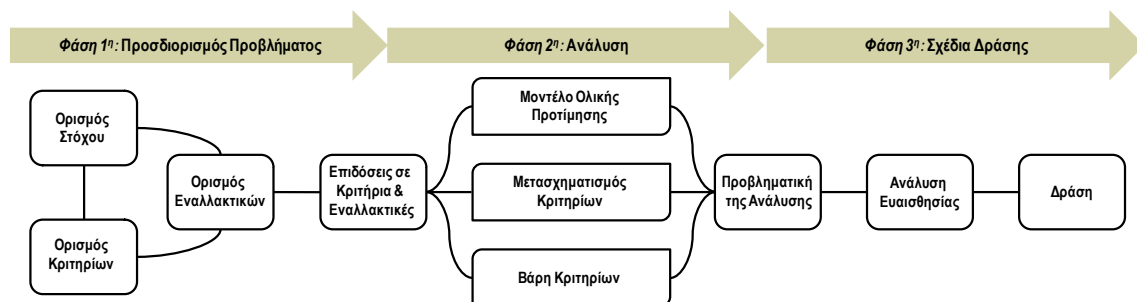 Φάση 1η: Προσδιορισμός Προβλήματος
Φάση 2η: Ανάλυση
Φάση 3η: Σχέδια Δράσης
Ορισμός
Στόχου
Ορισμός
Κριτηρίων
Ορισμός
Εναλλακτικών
Επιδόσεις σε
Κριτήρια &
Εναλλακτικές
Μοντέλο Ολικής
Προτίμησης
Μετασχηματισμός
Κριτηρίων
Βάρη Κριτηρίων
Προβληματική
της Ανάλυσης
Ανάλυση
Ευαισθησίας
Δράση